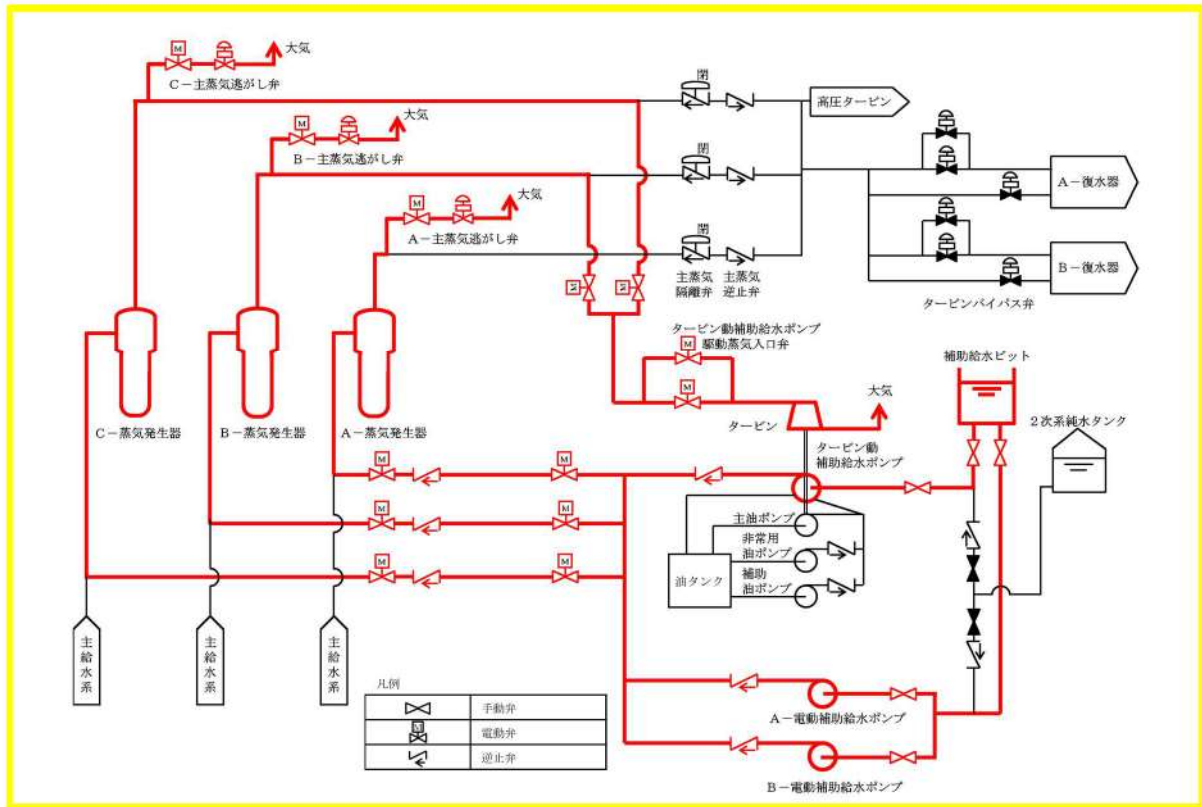 大気
M
C－主蒸気逃がし弁
大気
M
B－主蒸気逃がし弁
大気
M
A－主蒸気逃がし弁
閉
閉
閉
高圧タービン
A－復水器
B－復水器
主蒸気
隔離弁
主蒸気
逆止弁
タービンバイパス弁
M
M
タービン動補助給水ポンプ
駆動蒸気入口弁
M
M
大気
タービン
補助給水ピット
2次系純水タンク
C－蒸気発生器
B－蒸気発生器
A－蒸気発生器
タービン動
補助給水ポンプ
M
M
M
M
M
M
主油ポンプ
非常用
油ポンプ
補助
油ポンプ
油タンク
主給水系
主給水系
主給水系
凡例
手動弁
M
電動弁
逆止弁
A－電動補助給水ポンプ
B－電動補助給水ポンプ